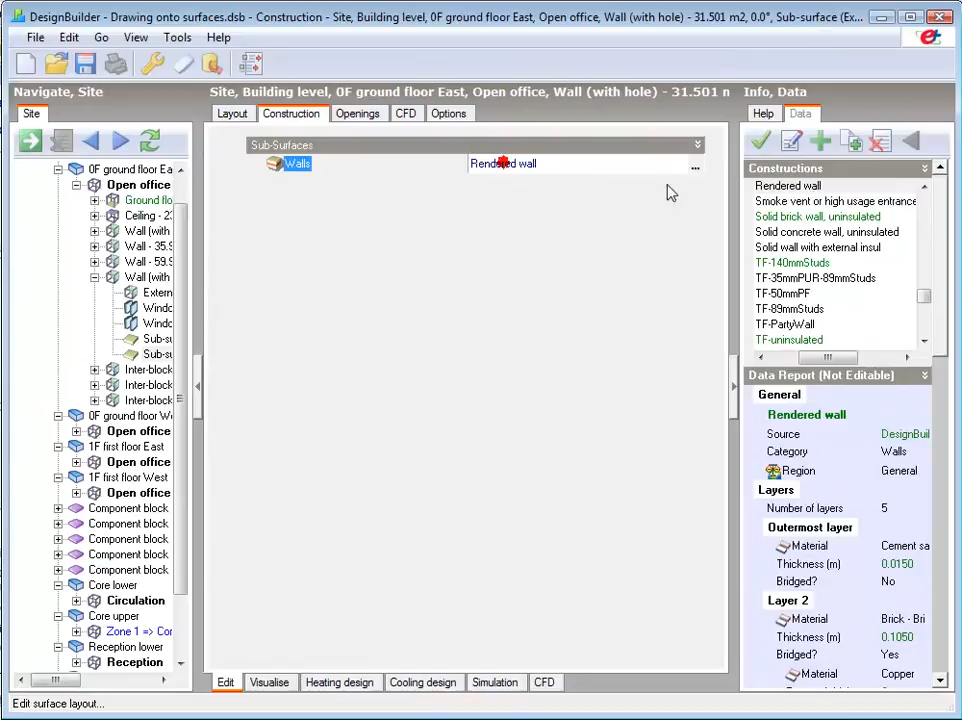 DesignBuilder - Drawing onto surfaces.dsb - Construction - Site, Building level, 0F ground floor East, Open office, Wall (with hole) - 31.501 m2, 0.0°, Sub-surface (Ex...
File Edit Go View Tools Help
Navigate, Site
Site, Building level, 0F ground floor East, Open office, Wall (with hole) - 31.501 n
Info, Data
Site
Layout Construction Openings CFD Options
Help Data
Sub-Surfaces
Walls Rendered wall ...
0F ground floor Ea
Open office
Ground flo
Ceiling - 23
Wall (with
Wall - 35.9
Wall - 59.9
Wall (with
Extern
Windo
Windo
Sub-su
Sub-su
Inter-block
Inter-block
Inter-block
0F ground floor We
Open office
1F first floor East
Open office
1F first floor West
Open office
Component block
Component block
Component block
Component block
Component block
Core lower
Circulation
Core upper
Zone 1 => Cor
Reception lower
Reception
Constructions
Rendered wall
Smoke vent or high usage entrance
Solid brick wall, uninsulated
Solid concrete wall, uninsulated
Solid wall with external insul
TF-140mmStuds
TF-35mmPUR-89mmStuds
TF-50mmPF
TF-89mmStuds
TF-PartyWall
TF-uninsulated
Data Report (Not Editable)
General
Rendered wall
Source DesignBuil
Category Walls
Region General
Layers
Number of layers 5
Outermost layer
Material Cement sa
Thickness (m) 0.0150
Bridged? No
Layer 2
Material Brick - Bri
Thickness (m) 0.1050
Bridged? Yes
Material Copper
Edit Visualise Heating design Cooling design Simulation CFD
Edit surface layout...